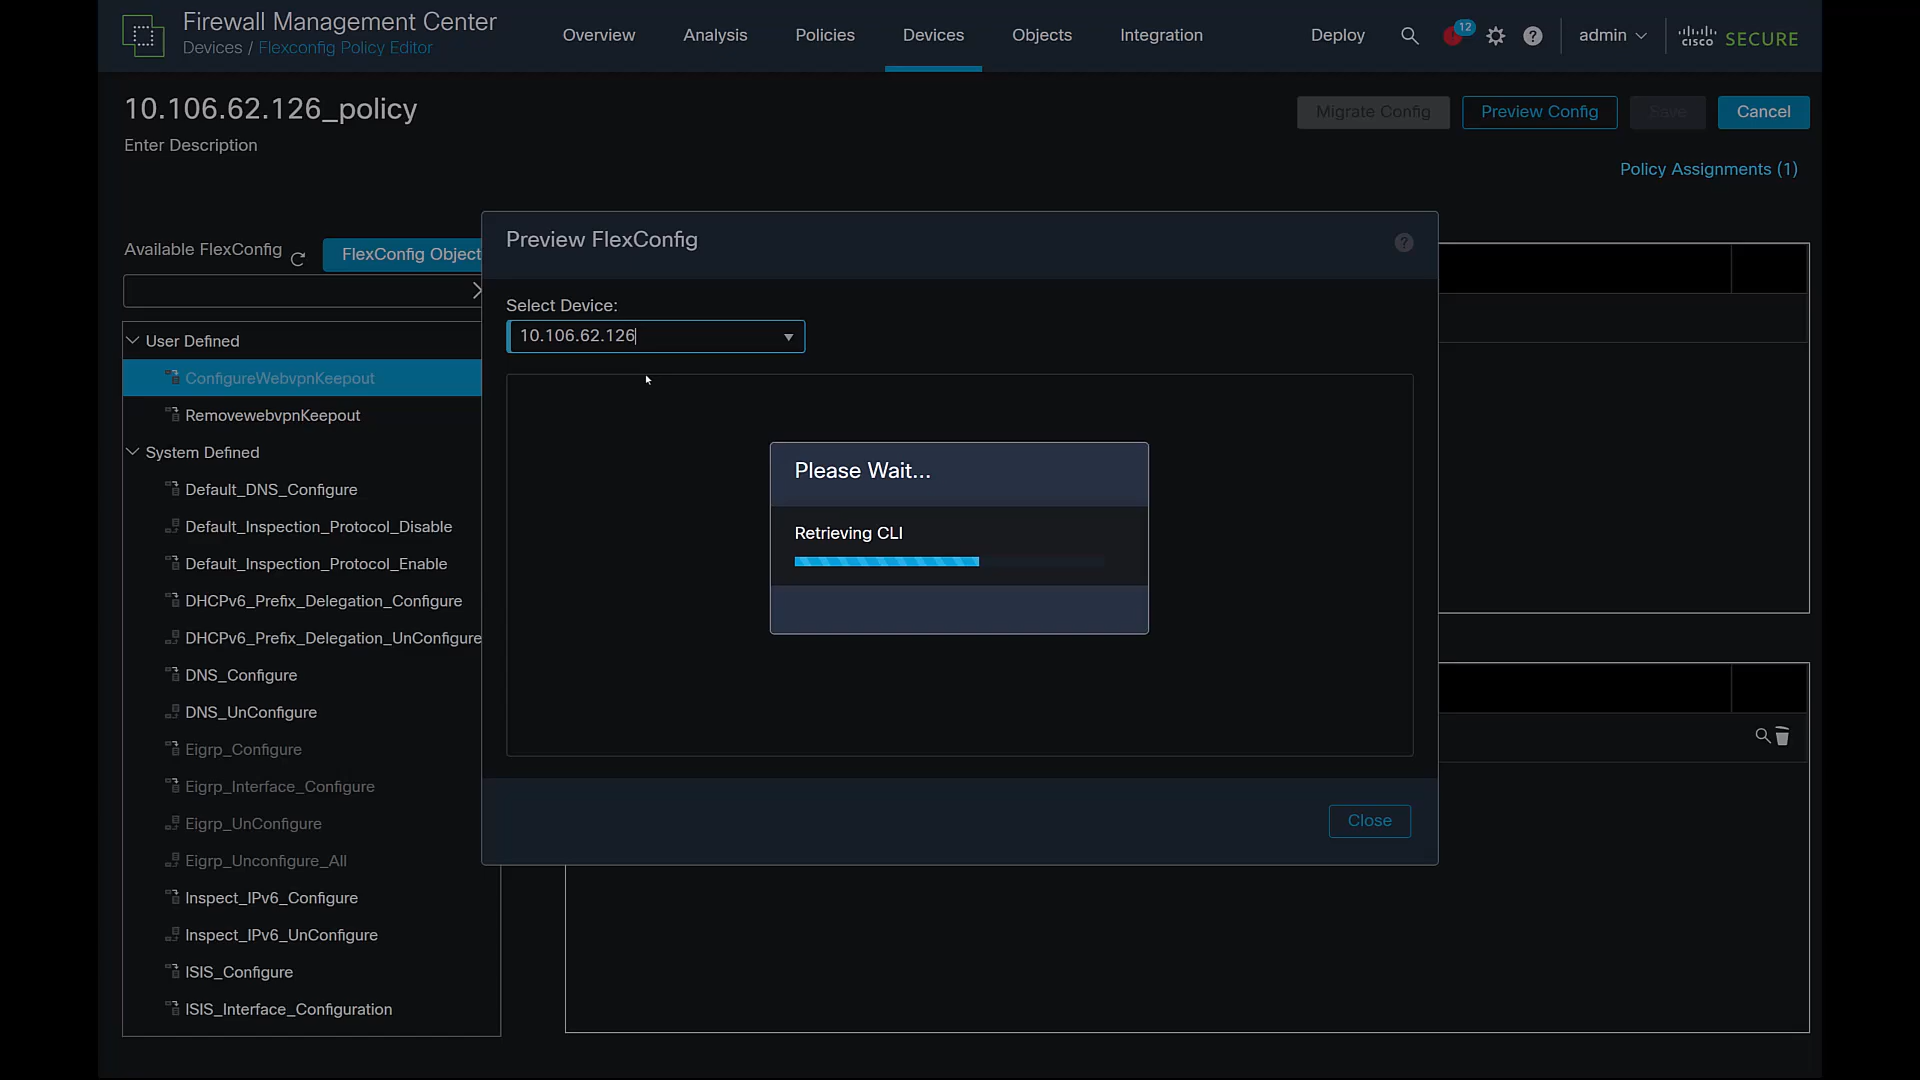 Firewall Management Center
Devices / Flexconfig Policy Editor
Overview
Analysis
Policies
Devices
Objects
Integration
Deploy
12
admin
cisco SECURE
10.106.62.126_policy
Enter Description
Migrate Config
Preview Config
Save
Cancel
Policy Assignments (1)
Available FlexConfig
FlexConfig Object
User Defined
ConfigureWebvpnKeepout
RemovewebvpnKeepout
System Defined
Default_DNS_Configure
Default_Inspection_Protocol_Disable
Default_Inspection_Protocol_Enable
DHCPv6_Prefix_Delegation_Configure
DHCPv6_Prefix_Delegation_UnConfigure
DNS_Configure
DNS_UnConfigure
Eigrp_Configure
Eigrp_Interface_Configure
Eigrp_UnConfigure
Eigrp_Unconfigure_All
Inspect_IPv6_Configure
Inspect_IPv6_UnConfigure
ISIS_Configure
ISIS_Interface_Configuration
Preview FlexConfig
Select Device:
10.106.62.126
Please Wait...
Retrieving CLI
Close